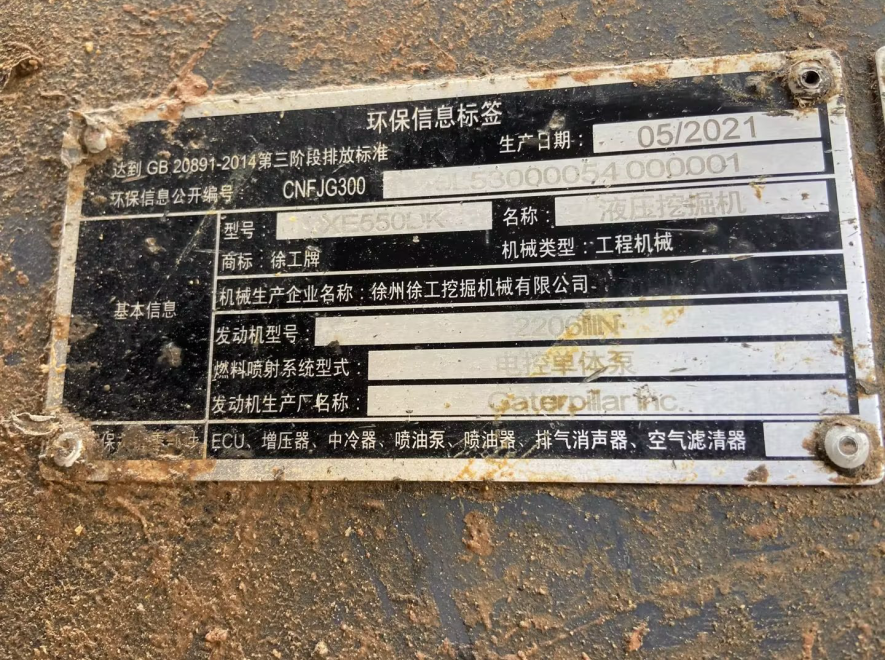 环保信息标签
达到 GB 20891-2014第三阶段排放标准 生产日期: 05/2021
环保信息公开编号: CNFJG300 000001
基本信息
型号: 名称: 液压挖掘机
商标: 徐工牌 机械类型: 工程机械
机械生产企业名称: 徐州徐工挖掘机械有限公司
发动机型号:
燃料喷射系统型式: 电控单体泵
发动机生产厂名称: Caterpillar Inc.
ECU、增压器、中冷器、喷油泵、喷油器、排气消声器、空气滤清器